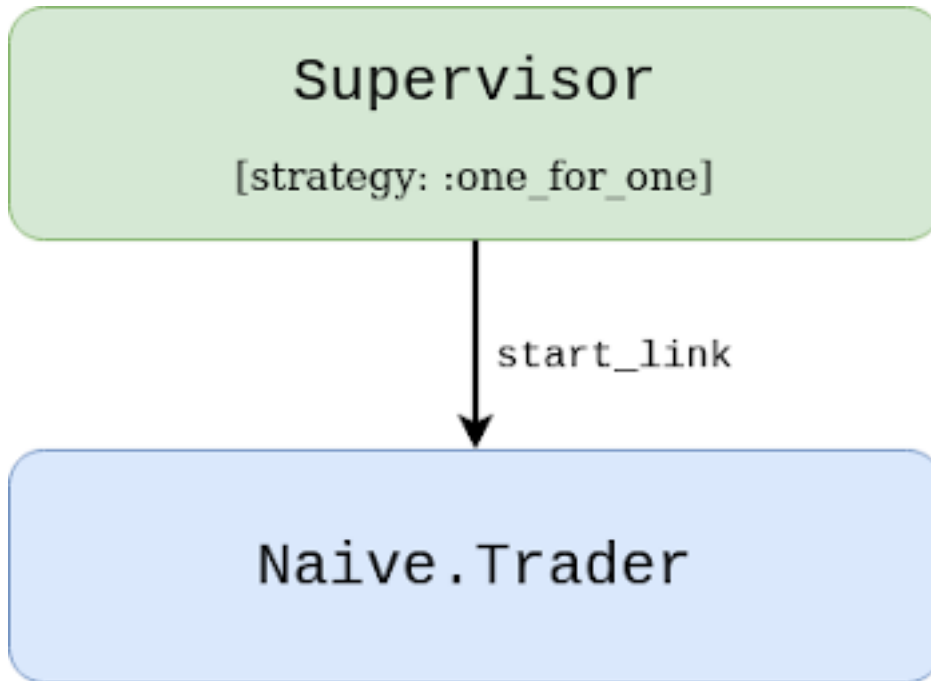 Supervisor
[strategy: :one_for_one]
start_link
Naive.Trader